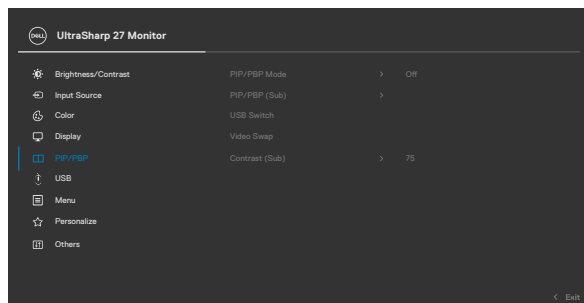 DELL UltraSharp 27 Monitor
Brightness/Contrast PIP/PBP Mode > Off
Input Source PIP/PBP (Sub) >
Color USB Switch
Display Video Swap
PIP/PBP Contrast (Sub) > 75
USB
Menu
Personalize
Others
< Exit